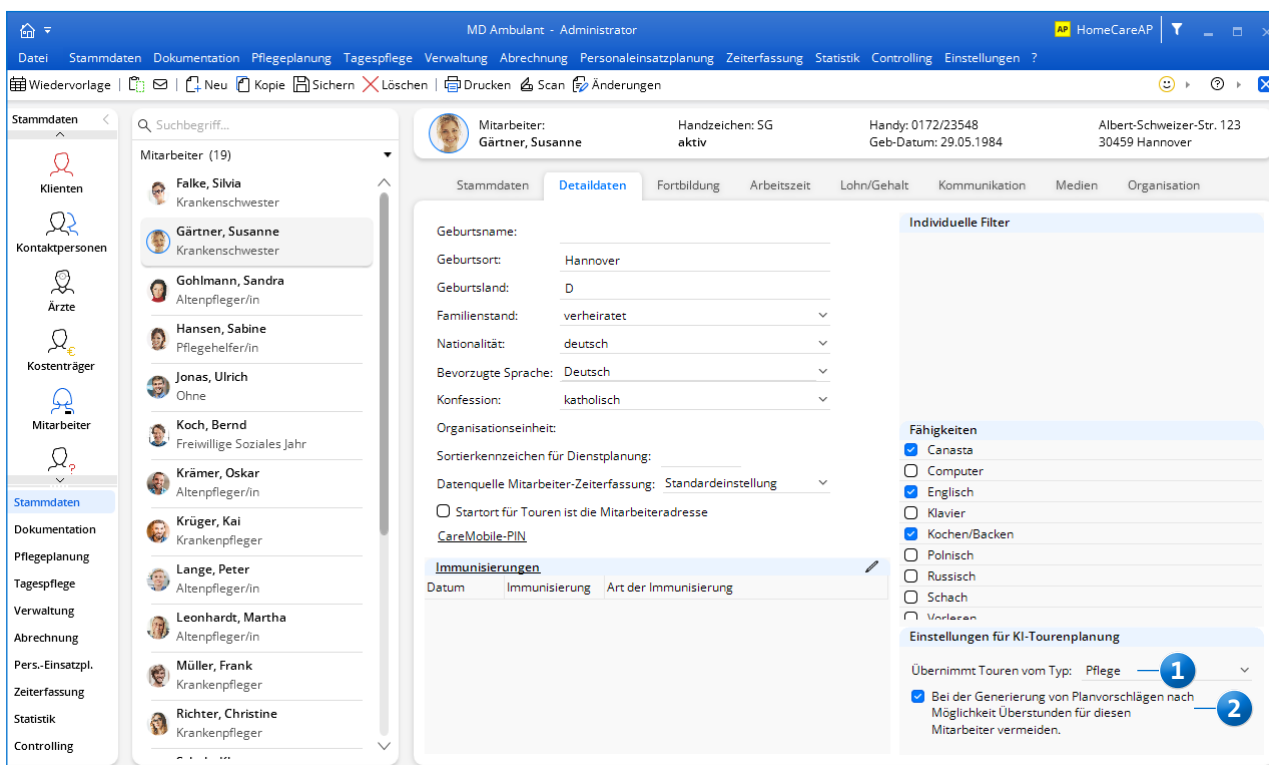 MD Ambulant - Administrator
AP HomeCareAP
Datei Stammdaten Dokumentation Pflegeplanung Tagespflege Verwaltung Abrechnung Personaleinsatzplanung Zeiterfassung Statistik Controlling Einstellungen ?
Wiedervorlage Neu Kopie Sichern Löschen Drucken Scan Änderungen
Stammdaten
Klienten
Kontaktpersonen
Ärzte
Kostenträger
Mitarbeiter
Stammdaten
Dokumentation
Pflegeplanung
Tagespflege
Verwaltung
Abrechnung
Pers.-Einsatzpl.
Zeiterfassung
Statistik
Controlling
Suchbegriff...
Mitarbeiter (19)
Falke, Silvia
Krankenschwester
Gärtner, Susanne
Krankenschwester
Gohlmann, Sandra
Altenpfleger/in
Hansen, Sabine
Pflegehelfer/in
Jonas, Ulrich
Ohne
Koch, Bernd
Freiwillige Soziales Jahr
Krämer, Oskar
Altenpfleger/in
Krüger, Kai
Krankenpfleger
Lange, Peter
Altenpfleger/in
Leonhardt, Martha
Altenpfleger/in
Müller, Frank
Krankenpfleger
Richter, Christine
Krankenpfleger
Mitarbeiter: Handzeichen: SG Handy: 0172/23548 Albert-Schweizer-Str. 123
Gärtner, Susanne aktiv Geb-Datum: 29.05.1984 30459 Hannover
Stammdaten Detaildaten Fortbildung Arbeitszeit Lohn/Gehalt Kommunikation Medien Organisation
Geburtsname:
Geburtsort: Hannover
Geburtsland: D
Familienstand: verheiratet
Nationalität: deutsch
Bevorzugte Sprache: Deutsch
Konfession: katholisch
Organisationseinheit:
Sortierkennzeichen für Dienstplanung:
Datenquelle Mitarbeiter-Zeiterfassung: Standardeinstellung
Startort für Touren ist die Mitarbeiteradresse
CareMobile-PIN
Immunisierungen
Datum Immunisierung Art der Immunisierung
Individuelle Filter
Fähigkeiten
Canasta
Computer
Englisch
Klavier
Kochen/Backen
Polnisch
Russisch
Schach
Vorlesen
Einstellungen für KI-Tourenplanung
Übernimmt Touren vom Typ: Pflege 1
Bei der Generierung von Planvorschlägen nach
Möglichkeit Überstunden für diesen 2
Mitarbeiter vermeiden.